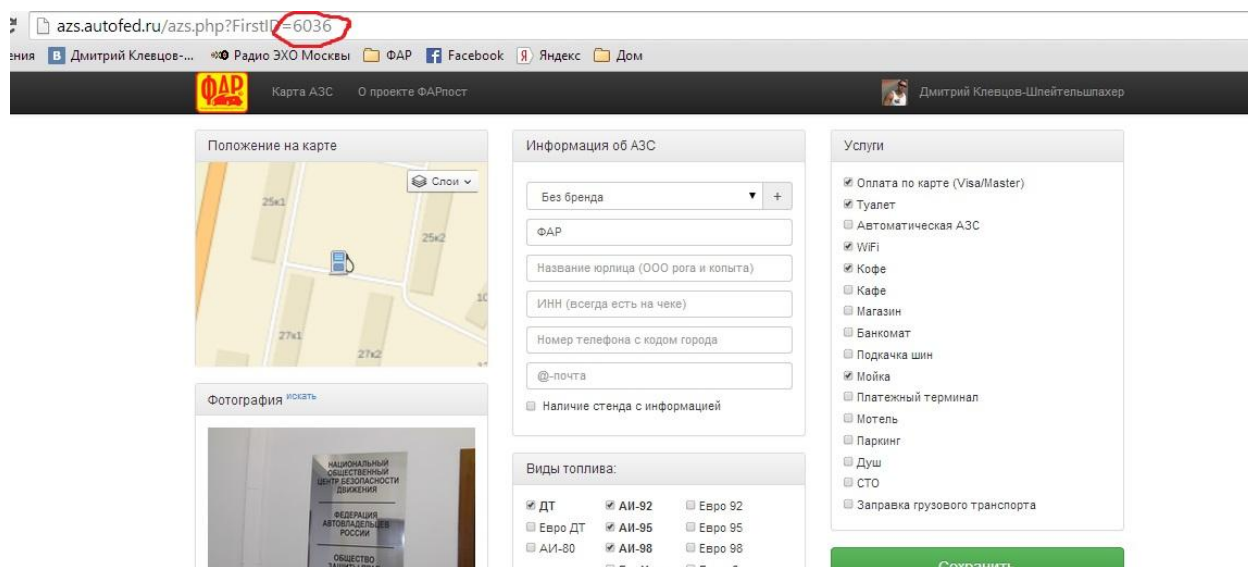 azs.autofed.ru/azs.php?FirstID=6036
ения Дмитрий Клевцов-... Радио ЭХО Москвы ФАР Facebook Яндекс Дом
ФАР Карта АЗС О проекте ФАРпост Дмитрий Клевцов-Шпейтельшпахер
Положение на карте
Слои
25к1
25к2
27к1
27к2
Фотография искать
НАЦИОНАЛЬНЫЙ
ОБЩЕСТВЕННЫЙ
ЦЕНТР БЕЗОПАСНОСТИ
ДВИЖЕНИЯ
ФЕДЕРАЦИЯ
АВТОВЛАДЕЛЬЦЕВ
РОССИИ
ОБЩЕСТВО
Информация об АЗС
Без бренда +
ФАР
Название юрлица (ООО рога и копыта)
ИНН (всегда есть на чеке)
Номер телефона с кодом города
@-почта
Наличие стенда с информацией
Виды топлива:
ДТ АИ-92 Евро 92
Евро ДТ АИ-95 Евро 95
АИ-80 АИ-98 Евро 98
Услуги
Оплата по карте (Visa/Master)
Туалет
Автоматическая АЗС
WiFi
Кофе
Кафе
Магазин
Банкомат
Подкачка шин
Мойка
Платежный терминал
Мотель
Паркинг
Душ
СТО
Заправка грузового транспорта
Сохранить